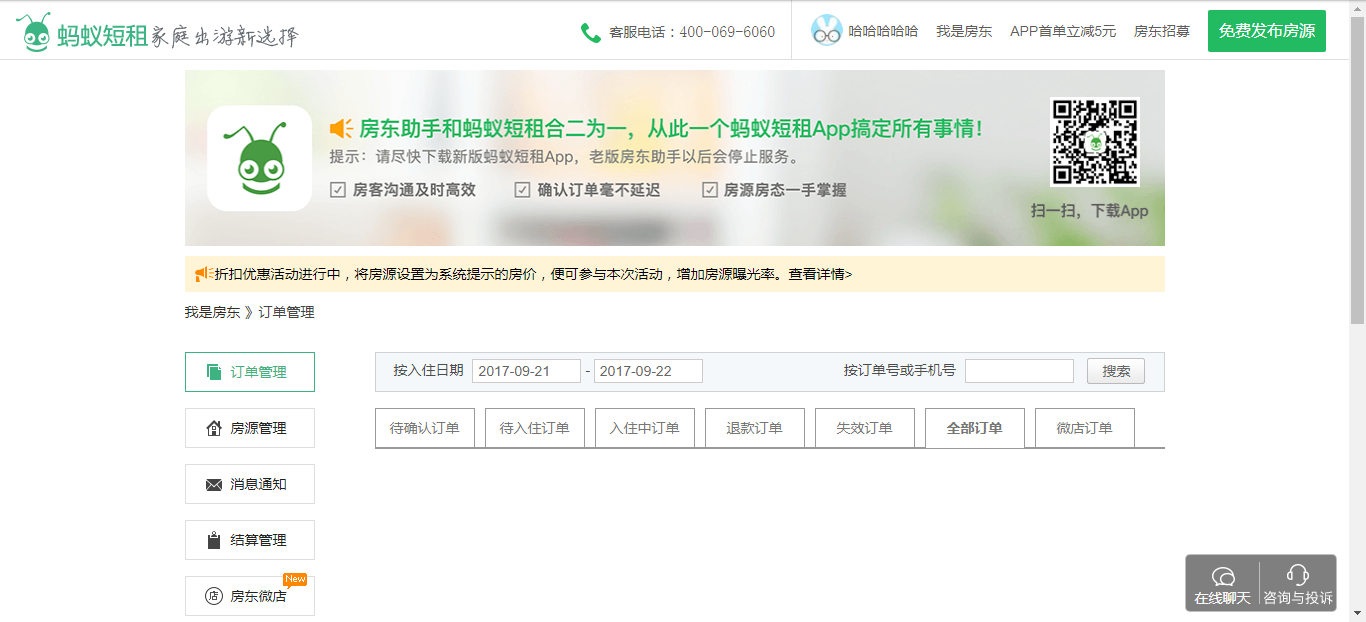 蚂蚁短租 家庭出游新选择
客服电话：400-069-6060
哈哈哈哈哈 我是房东 APP首单立减5元 房东招募 免费发布房源
房东助手和蚂蚁短租合二为一，从此一个蚂蚁短租App搞定所有事情！
提示：请尽快下载新版蚂蚁短租App，老版房东助手以后会停止服务。
房客沟通及时高效 确认订单毫不延迟 房源房态一手掌握
扫一扫，下载App
折扣优惠活动进行中，将房源设置为系统提示的房价，便可参与本次活动，增加房源曝光率。查看详情>
我是房东 》订单管理
订单管理
房源管理
消息通知
结算管理
店 房东微店 New
按入住日期 2017-09-21 - 2017-09-22 按订单号或手机号 搜索
待确认订单 待入住订单 入住中订单 退款订单 失效订单 全部订单 微店订单
在线聊天 咨询与投诉